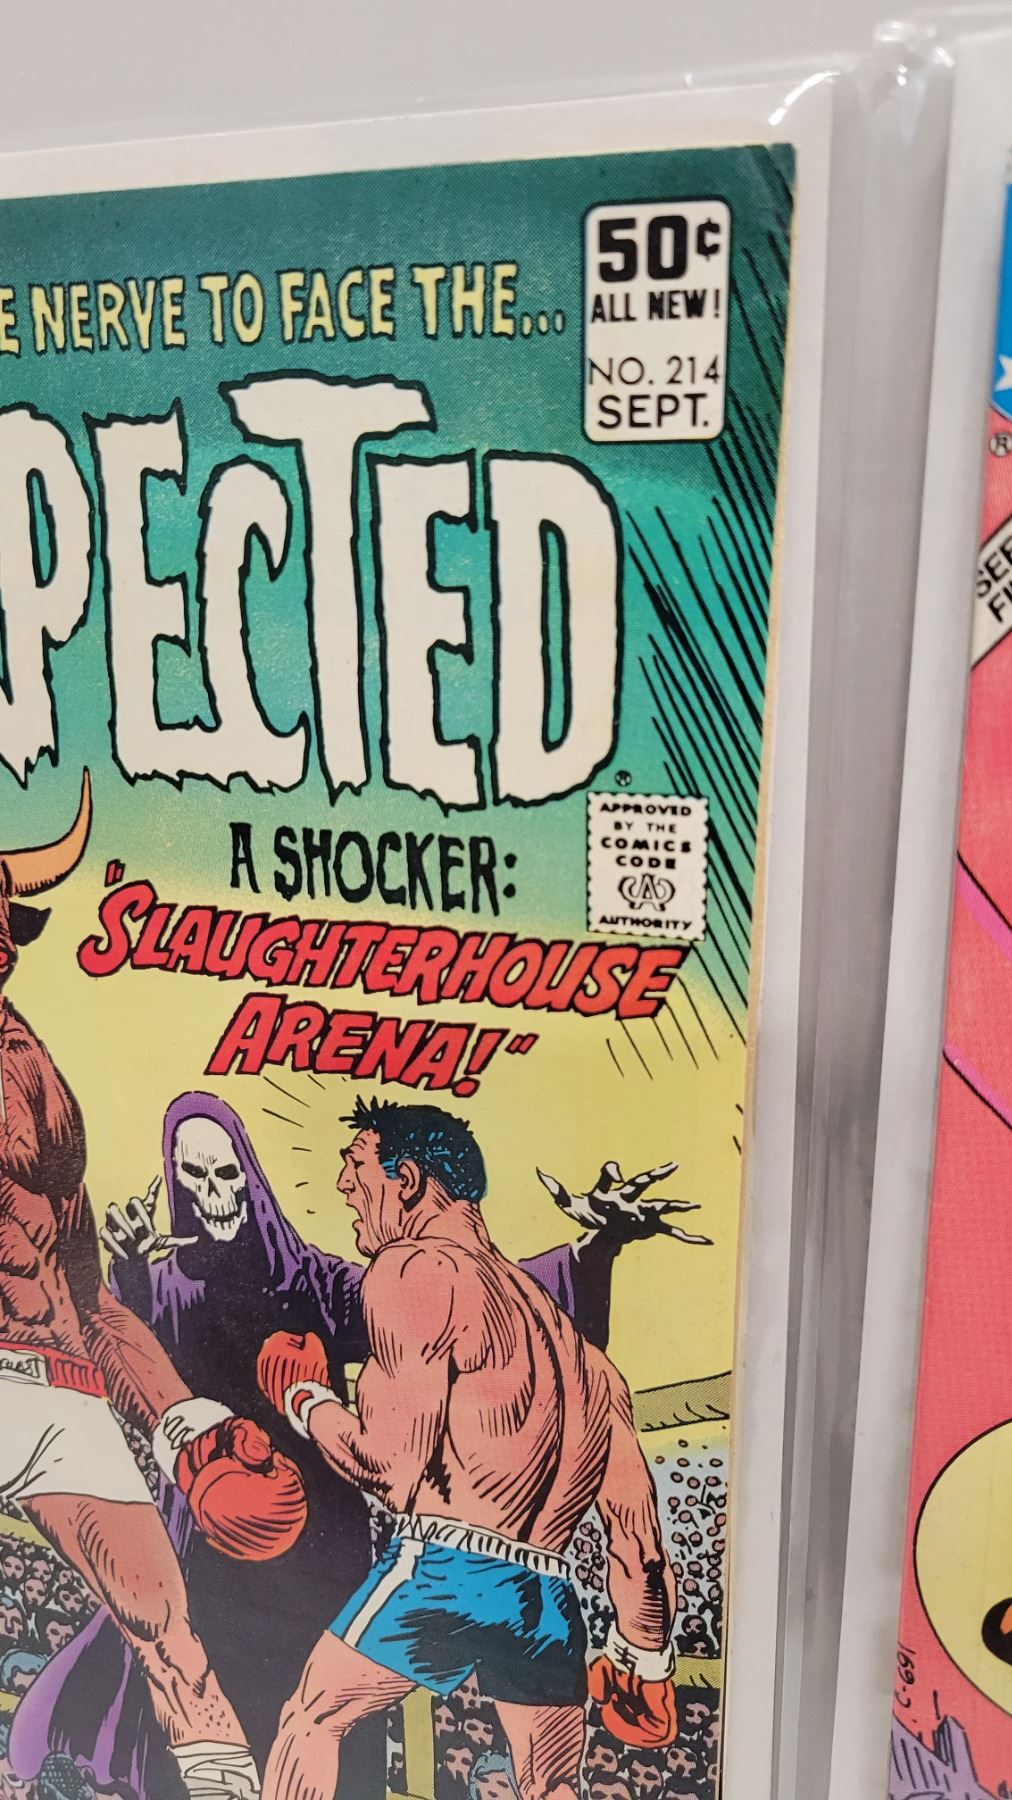 50¢
ALL NEW!
NO. 214
SEPT.
E NERVE TO FACE THE...
PECTED
®
APPROVED
BY THE
COMICS
CODE
AUTHORITY
A SHOCKER:
"SLAUGHTERHOUSE
ARENA!"
®
C-69